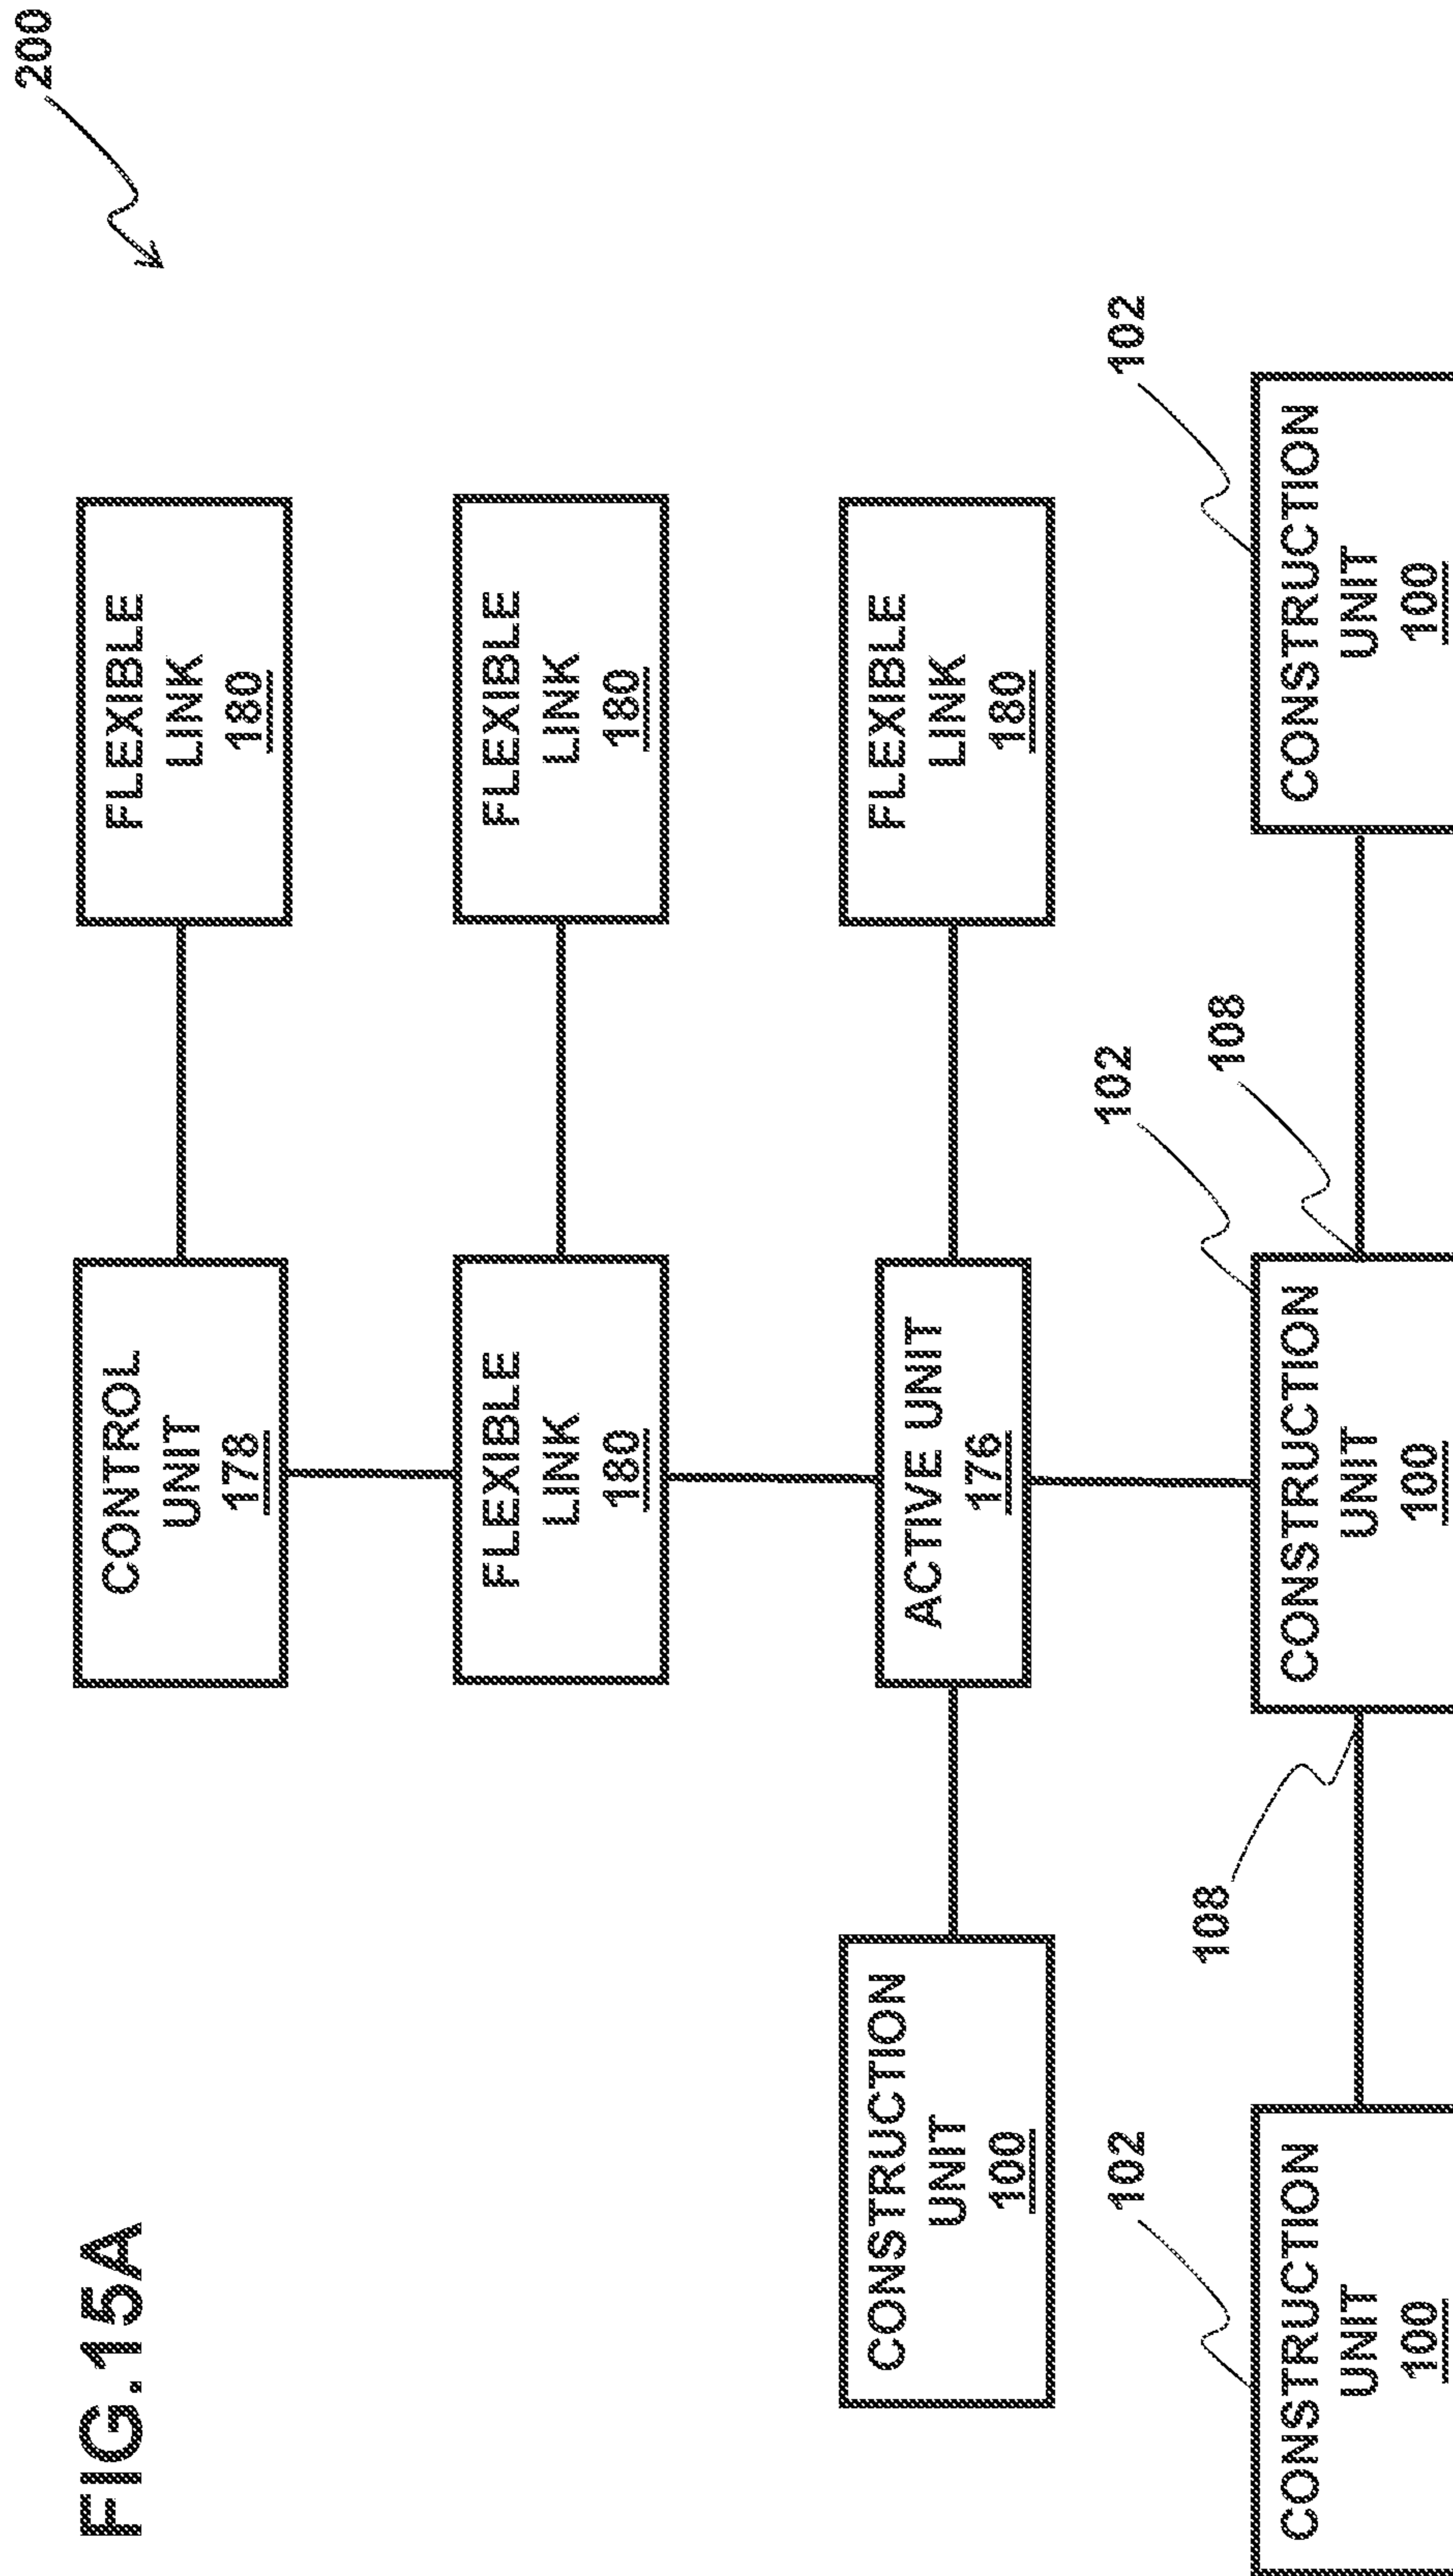 200
FIG.15A
CONTROL
UNIT
178
FLEXIBLE
LINK
180
FLEXIBLE
LINK
180
FLEXIBLE
LINK
180
CONSTRUCTION
UNIT
100
ACTIVE UNIT
176
FLEXIBLE
LINK
180
102
102
102
108
108
CONSTRUCTION
UNIT
100
CONSTRUCTION
UNIT
100
CONSTRUCTION
UNIT
100